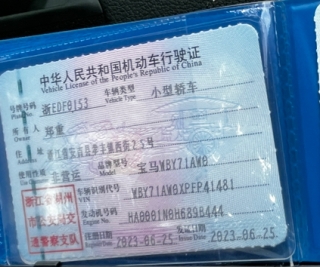 中华人民共和国机动车行驶证
Vehicle License of the People's Republic of China
号牌号码 浙EDF0153 车辆类型 小型轿车
Plate No. Vehicle Type
所有人 郑重
Owner
住址
使用性质 非营运 品牌型号 宝马WBY71AW0
车辆识别代号 WBY71AW0XPFP41481
VIN
发动机号码 HA0001N0H689B444
Engine No.
注册日期 2023-06-25 发证日期 2023-06-25
Register Date Issue Date
浙江省湖州
市公安局交
通警察支队